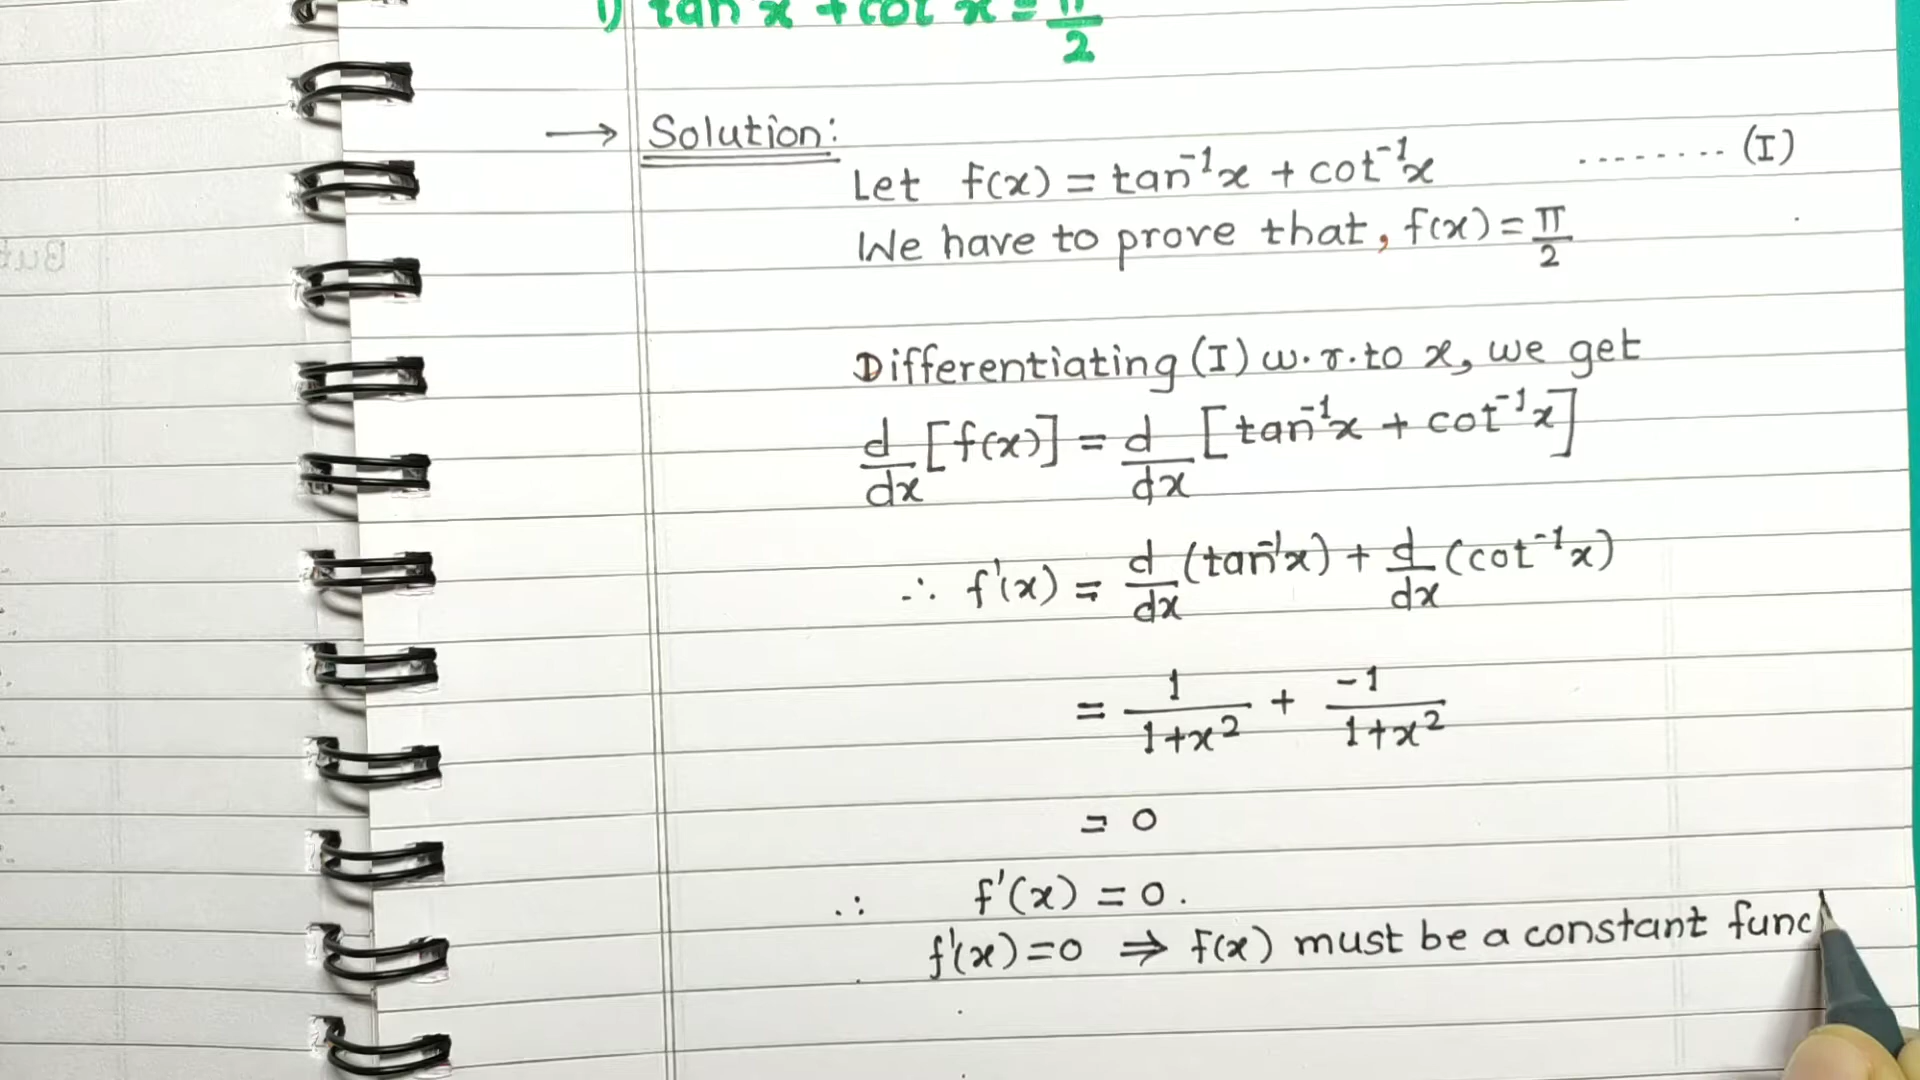 i) tan⁻¹x + cot⁻¹x = π/2
→ Solution:
Let f(x) = tan⁻¹x + cot⁻¹x ........ (I)
We have to prove that, f(x) = π/2
Differentiating (I) w.r.to x, we get
d/dx [f(x)] = d/dx [tan⁻¹x + cot⁻¹x]
∴ f'(x) = d/dx (tan⁻¹x) + d/dx (cot⁻¹x)
= 1/(1+x²) + -1/(1+x²)
= 0
∴ f'(x) = 0.
f'(x) = 0 ⇒ f(x) must be a constant func